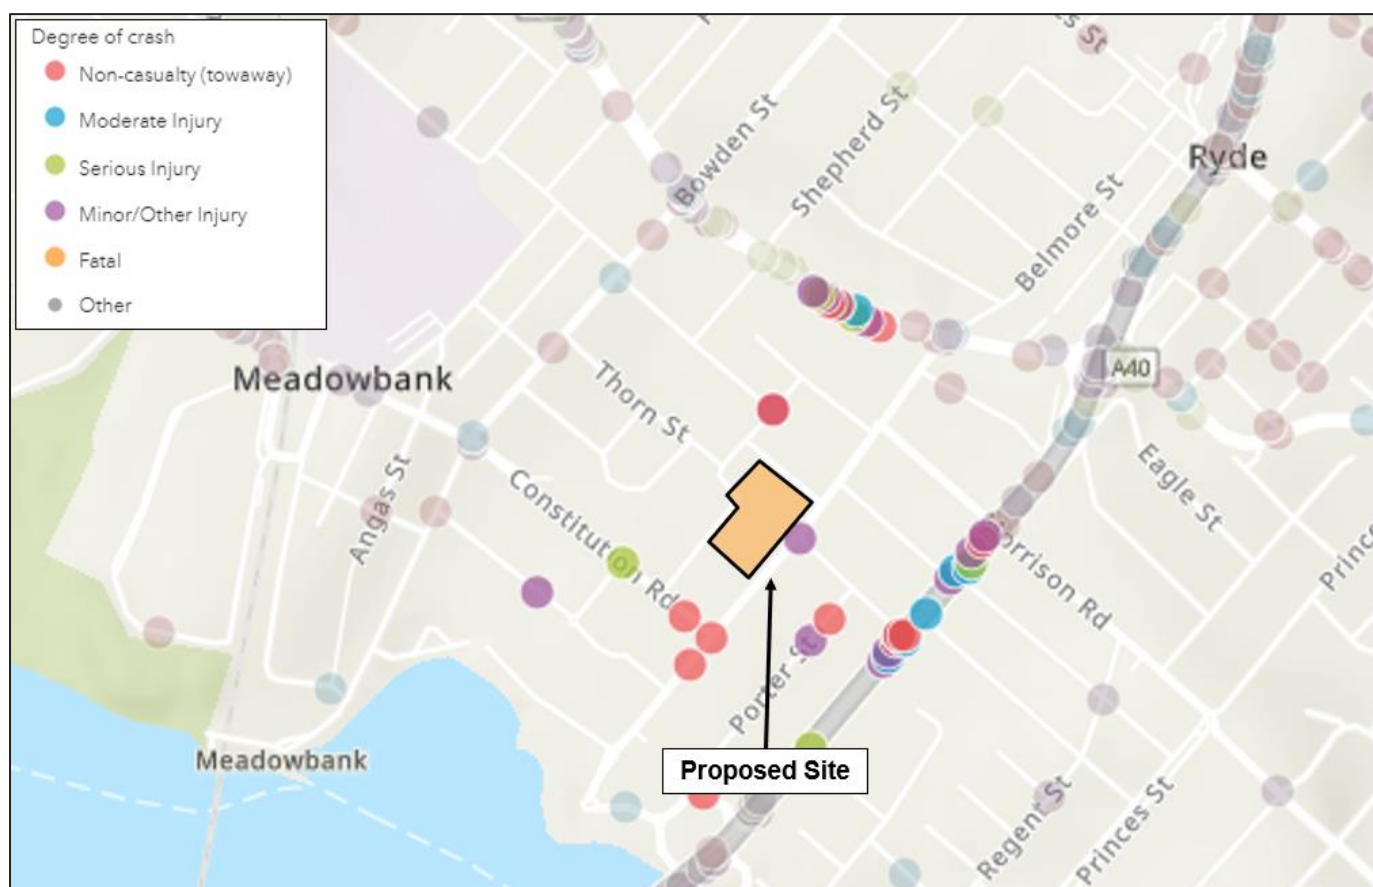 Degree of crash
Non-casualty (towaway)
Moderate Injury
Serious Injury
Minor/Other Injury
Fatal
Other
Bowden St
Shepherd St
Belmore St
Ryde
A40
Meadowbank
Thorn St
Angas St
Constitution Rd
Eagle St
Morrison Rd
Porter St
Proposed Site
Meadowbank
Regent St
Princes St